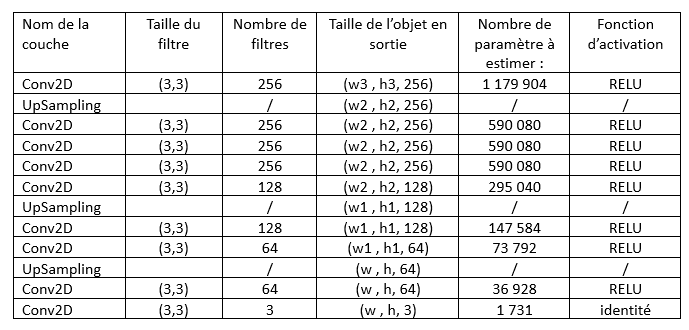 Nom de la couche Taille du filtre Nombre de filtres Taille de l’objet en sortie Nombre de paramètre à estimer : Fonction d’activation
Conv2D (3,3) 256 (w3 , h3, 256) 1 179 904 RELU
UpSampling / (w2 , h2, 256) / /
Conv2D (3,3) 256 (w2 , h2, 256) 590 080 RELU
Conv2D (3,3) 256 (w2 , h2, 256) 590 080 RELU
Conv2D (3,3) 256 (w2 , h2, 256) 590 080 RELU
Conv2D (3,3) 128 (w2 , h2, 128) 295 040 RELU
UpSampling / (w1 , h1, 128) / /
Conv2D (3,3) 128 (w1 , h1, 128) 147 584 RELU
Conv2D (3,3) 64 (w1 , h1, 64) 73 792 RELU
UpSampling / (w , h, 64) / /
Conv2D (3,3) 64 (w , h, 64) 36 928 RELU
Conv2D (3,3) 3 (w , h, 3) 1 731 identité